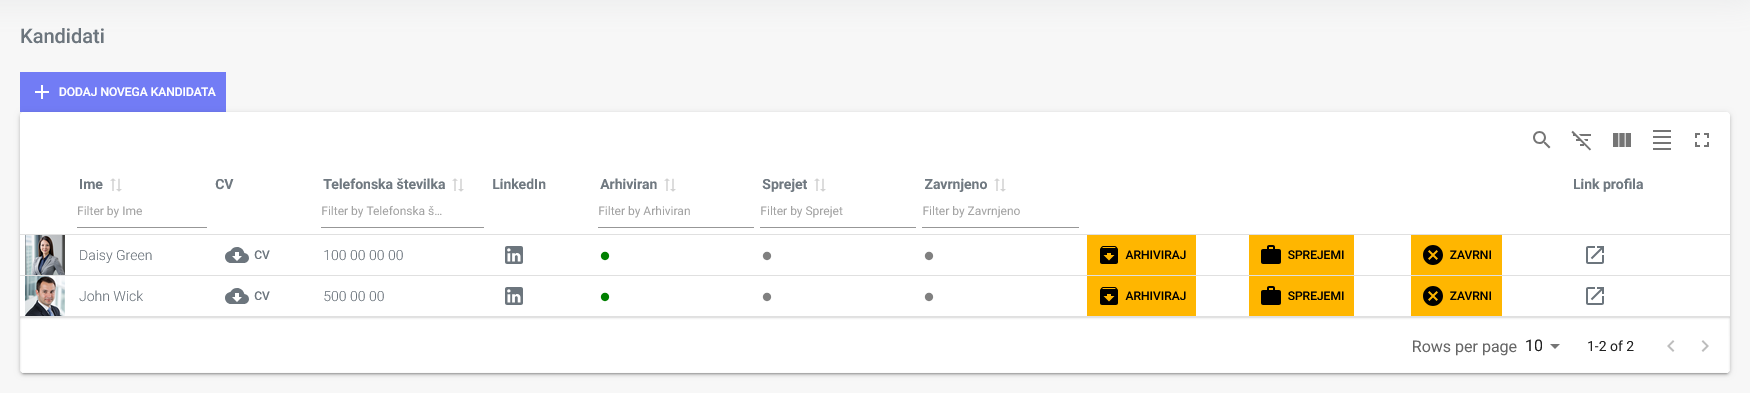 Kandidati
DODAJ NOVEGA KANDIDATA
Ime CV Telefonska številka LinkedIn Arhiviran Sprejet Zavrnjeno Link profila
Filter by Ime Filter by Telefonska š... Filter by Arhiviran Filter by Sprejet Filter by Zavrnjeno
Daisy Green CV 100 00 00 00 in ARHIVIRAJ SPREJEMI ZAVRNI
John Wick CV 500 00 00 in ARHIVIRAJ SPREJEMI ZAVRNI
Rows per page 10 1-2 of 2